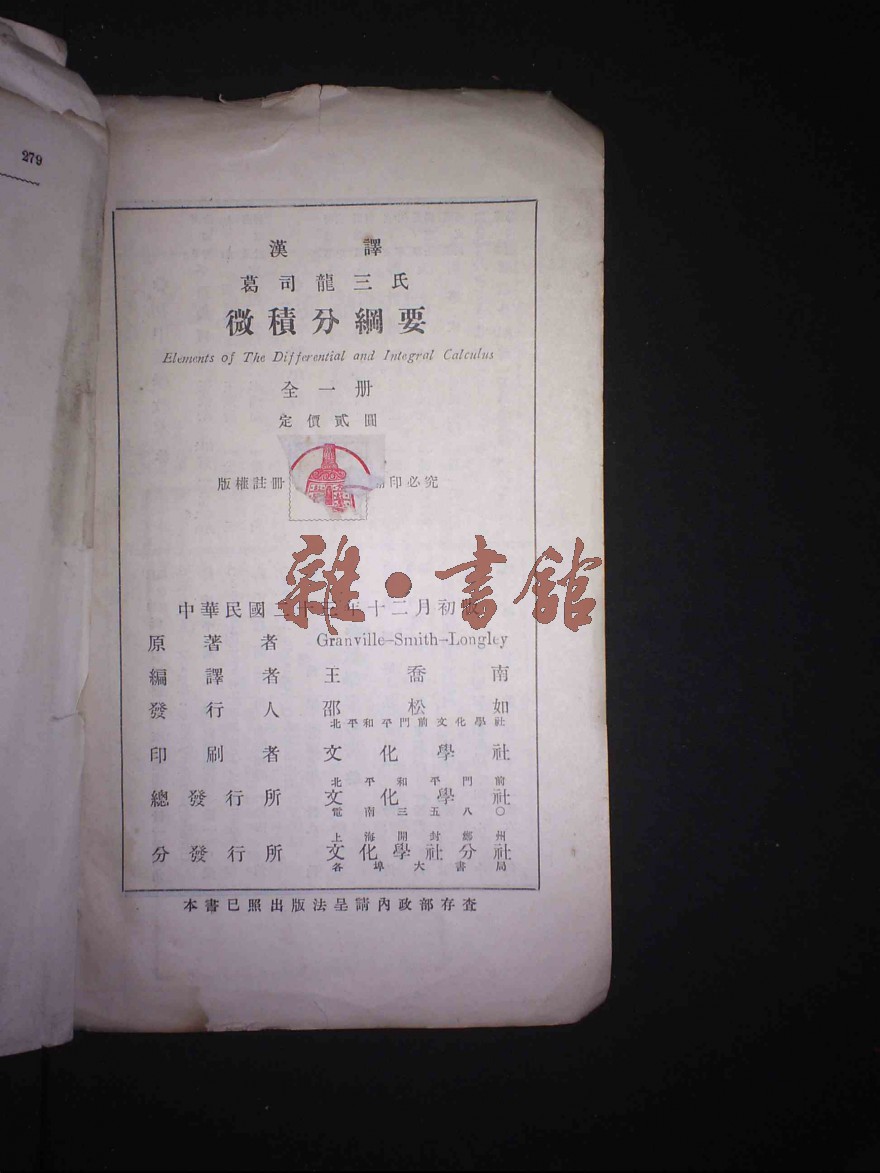 279
漢譯
葛司龍三氏
微積分綱要
Elements of The Differential and Integral Calculus
全一册
定價貳圓
版權註册 印必究
雜·書館
中華民國二十 年十二月初版
原著者 Granville-Smith-Longley
編譯者 王喬南
發行人 邵松如
北平和平門前文化學社
印刷者 文化學社
北平和平門前
總發行所 文化學社
電南三五八〇
上海開封鄭州
分發行所 文化學社分社
各埠大書局
本書已照出版法呈請內政部存查